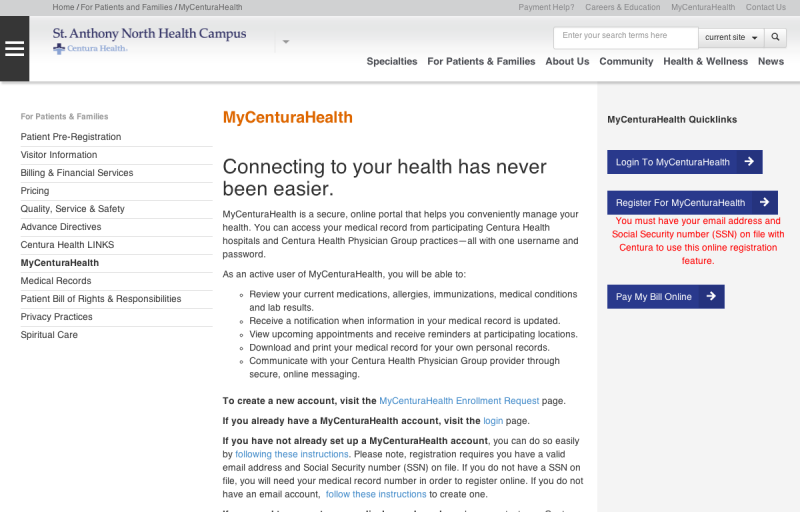 Home / For Patients and Families / MyCenturaHealth
Payment Help? Careers & Education MyCenturaHealth Contact Us
St. Anthony North Health Campus
Centura Health.
Enter your search terms here
current site
Specialties For Patients & Families About Us Community Health & Wellness News
For Patients & Families
Patient Pre-Registration
Visitor Information
Billing & Financial Services
Pricing
Quality, Service & Safety
Advance Directives
Centura Health LINKS
MyCenturaHealth
Medical Records
Patient Bill of Rights & Responsibilities
Privacy Practices
Spiritual Care
MyCenturaHealth
Connecting to your health has never
been easier.
MyCenturaHealth is a secure, online portal that helps you conveniently manage your
health. You can access your medical record from participating Centura Health
hospitals and Centura Health Physician Group practices—all with one username and
password.
As an active user of MyCenturaHealth, you will be able to:
Review your current medications, allergies, immunizations, medical conditions
and lab results.
Receive a notification when information in your medical record is updated.
View upcoming appointments and receive reminders at participating locations.
Download and print your medical record for your own personal records.
Communicate with your Centura Health Physician Group provider through
secure, online messaging.
To create a new account, visit the MyCenturaHealth Enrollment Request page.
If you already have a MyCenturaHealth account, visit the login page.
If you have not already set up a MyCenturaHealth account, you can do so easily
by following these instructions. Please note, registration requires you have a valid
email address and Social Security number (SSN) on file. If you do not have a SSN on
file, you will need your medical record number in order to register online. If you do not
have an email account, follow these instructions to create one.
MyCenturaHealth Quicklinks
Login To MyCenturaHealth
Register For MyCenturaHealth
You must have your email address and
Social Security number (SSN) on file with
Centura to use this online registration
feature.
Pay My Bill Online